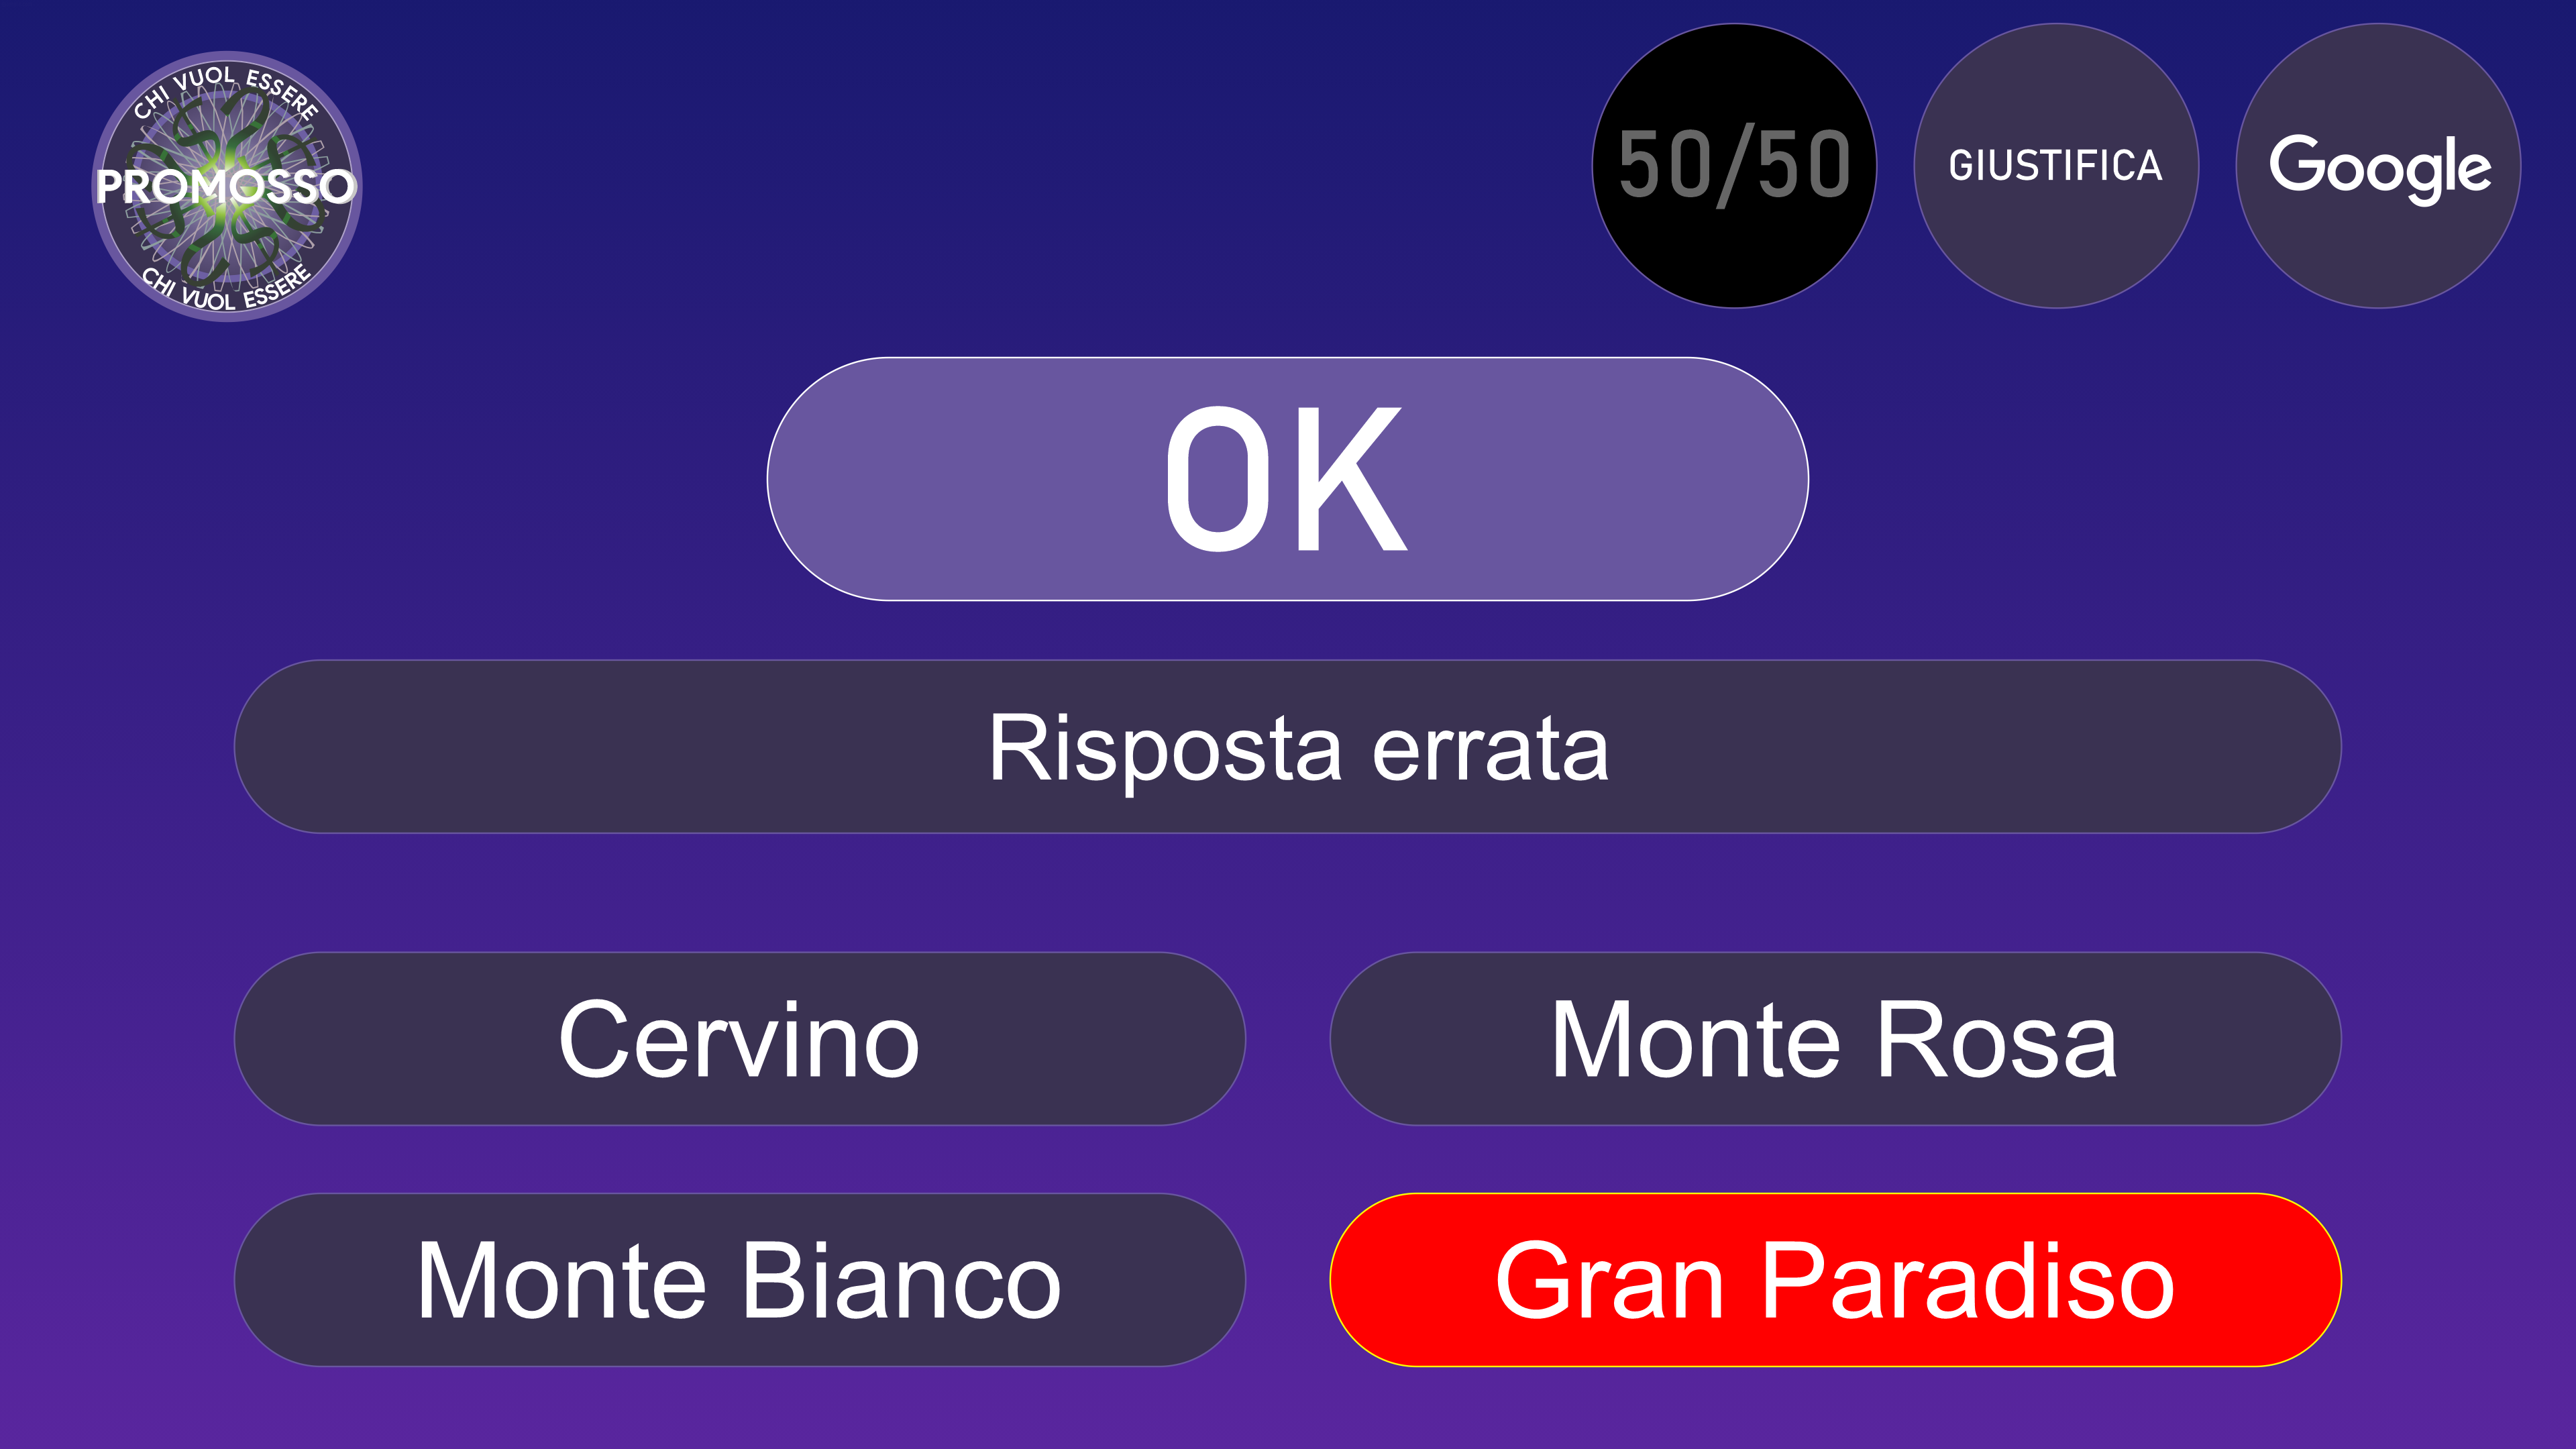 CHI VUOL ESSERE
PROMOSSO
CHI VUOL ESSERE
50/50
GIUSTIFICA
Google
OK
Risposta errata
Cervino
Monte Rosa
Monte Bianco
Gran Paradiso